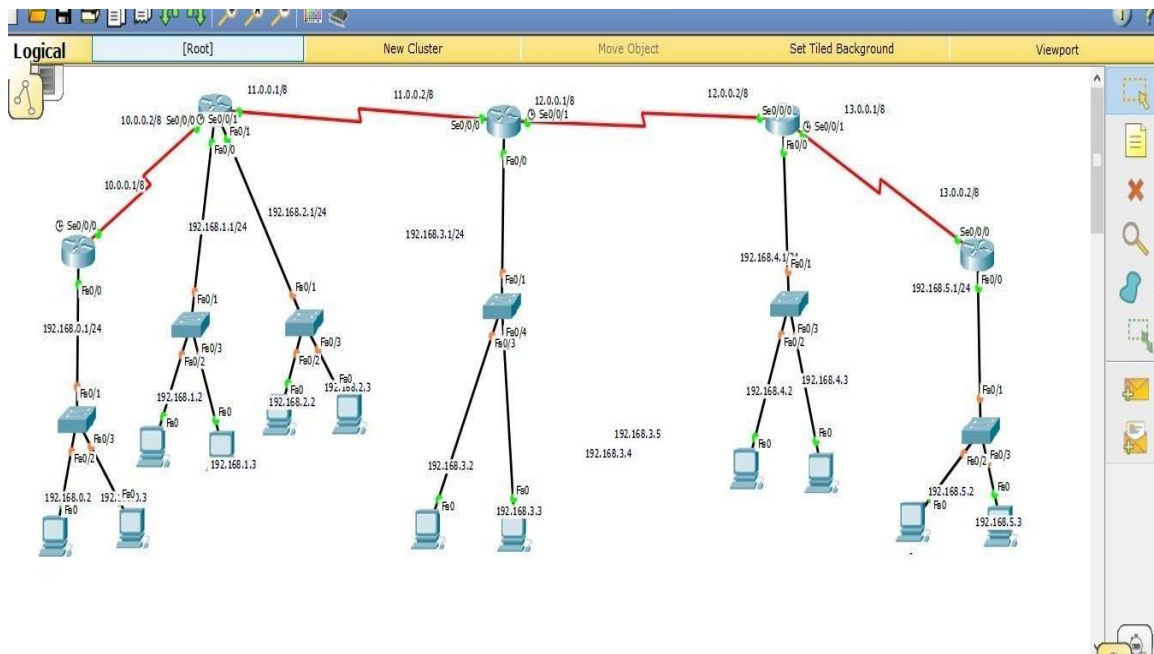 Logical
[Root]
New Cluster
Move Object
Set Tiled Background
Viewport
11.0.0.1/8
11.0.0.2/8
12.0.0.1/8
12.0.0.2/8
13.0.0.1/8
10.0.0.2/8
Se0/0/0
Se0/0/1
Fa0/1
Fa0/0
Se0/0/0
Se0/0/1
Fa0/0
Se0/0/0
Se0/0/1
Fa0/0
10.0.0.1/8
13.0.0.2/8
Se0/0/0
Fa0/0
192.168.1.1/24
192.168.2.1/24
192.168.3.1/24
Se0/0/0
Fa0/0
192.168.4.1/24
Fa0/1
192.168.5.1/24
192.168.0.1/24
Fa0/1
Fa0/3
Fa0/2
Fa0/1
Fa0/3
Fa0/2
Fa0/1
Fa0/4
Fa0/3
Fa0/3
Fa0/2
192.168.1.2
Fa0
Fa0
192.168.1.3
Fa0
192.168.2.2
Fa0
192.168.2.3
192.168.4.2
192.168.4.3
Fa0
Fa0
Fa0/1
Fa0/3
Fa0/2
Fa0/1
Fa0/3
Fa0/2
192.168.3.5
192.168.3.4
192.168.3.2
Fa0
Fa0
192.168.3.3
192.168.0.2
Fa0
Fa0
192.168.5.2
Fa0
Fa0
192.168.5.3